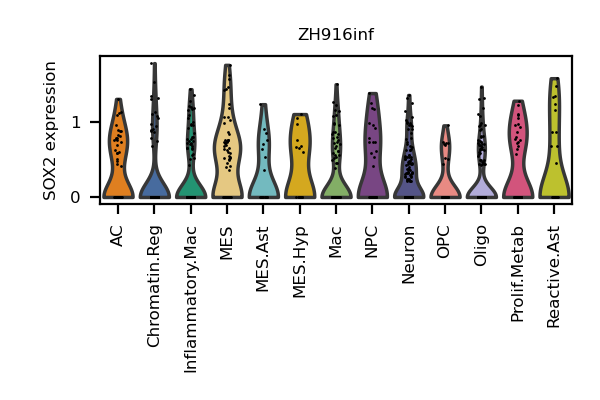 ZH916inf
SOX2 expression
1
0
AC
Chromatin.Reg
Inflammatory.Mac
MES
MES.Ast
MES.Hyp
Mac
NPC
Neuron
OPC
Oligo
Prolif.Metab
Reactive.Ast